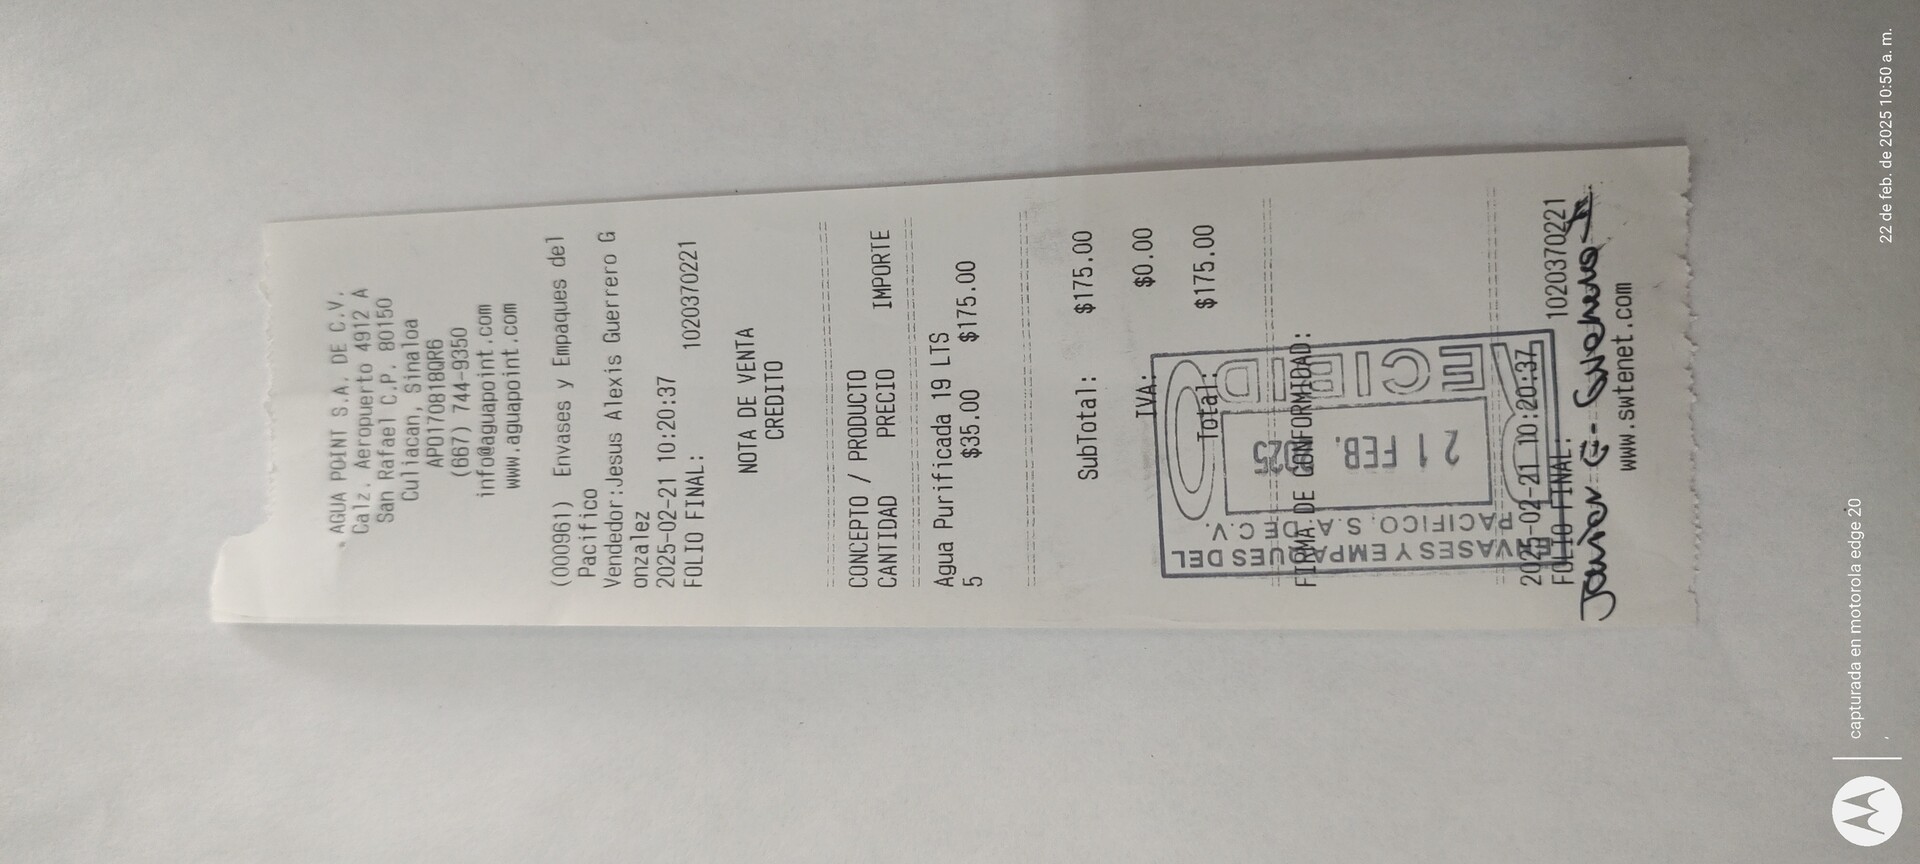 AGUA POINT S.A. DE C.V.
Calz. Aeropuerto 4912 A
San Rafael C.P. 80150
Culiacan, Sinaloa
APO170818QR6
(667) 744-9350
info@aguapoint.com
www.aguapoint.com
(000961) Envases y Empaques del
Pacifico
Vendedor:Jesus Alexis Guerrero G
onzalez
2025-02-21 10:20:37
FOLIO FINAL: 1020370221
NOTA DE VENTA
CREDITO
CONCEPTO / PRODUCTO
CANTIDAD PRECIO IMPORTE
Agua Purificada 19 LTS
5 $35.00 $175.00
SubTotal: $175.00
IVA: $0.00
Total: $175.00
FIRMA DE CONFORMIDAD:
ENVASES Y EMPAQUES DEL
PACIFICO, S.A. DE C.V.
21 FEB. 2025
RECIBIDO
2025-02-21 10:20:37
FOLIO FINAL: 1020370221
Javier G.
www.swtenet.com
capturada en motorola edge 20
22 de feb. de 2025 10:50 a. m.